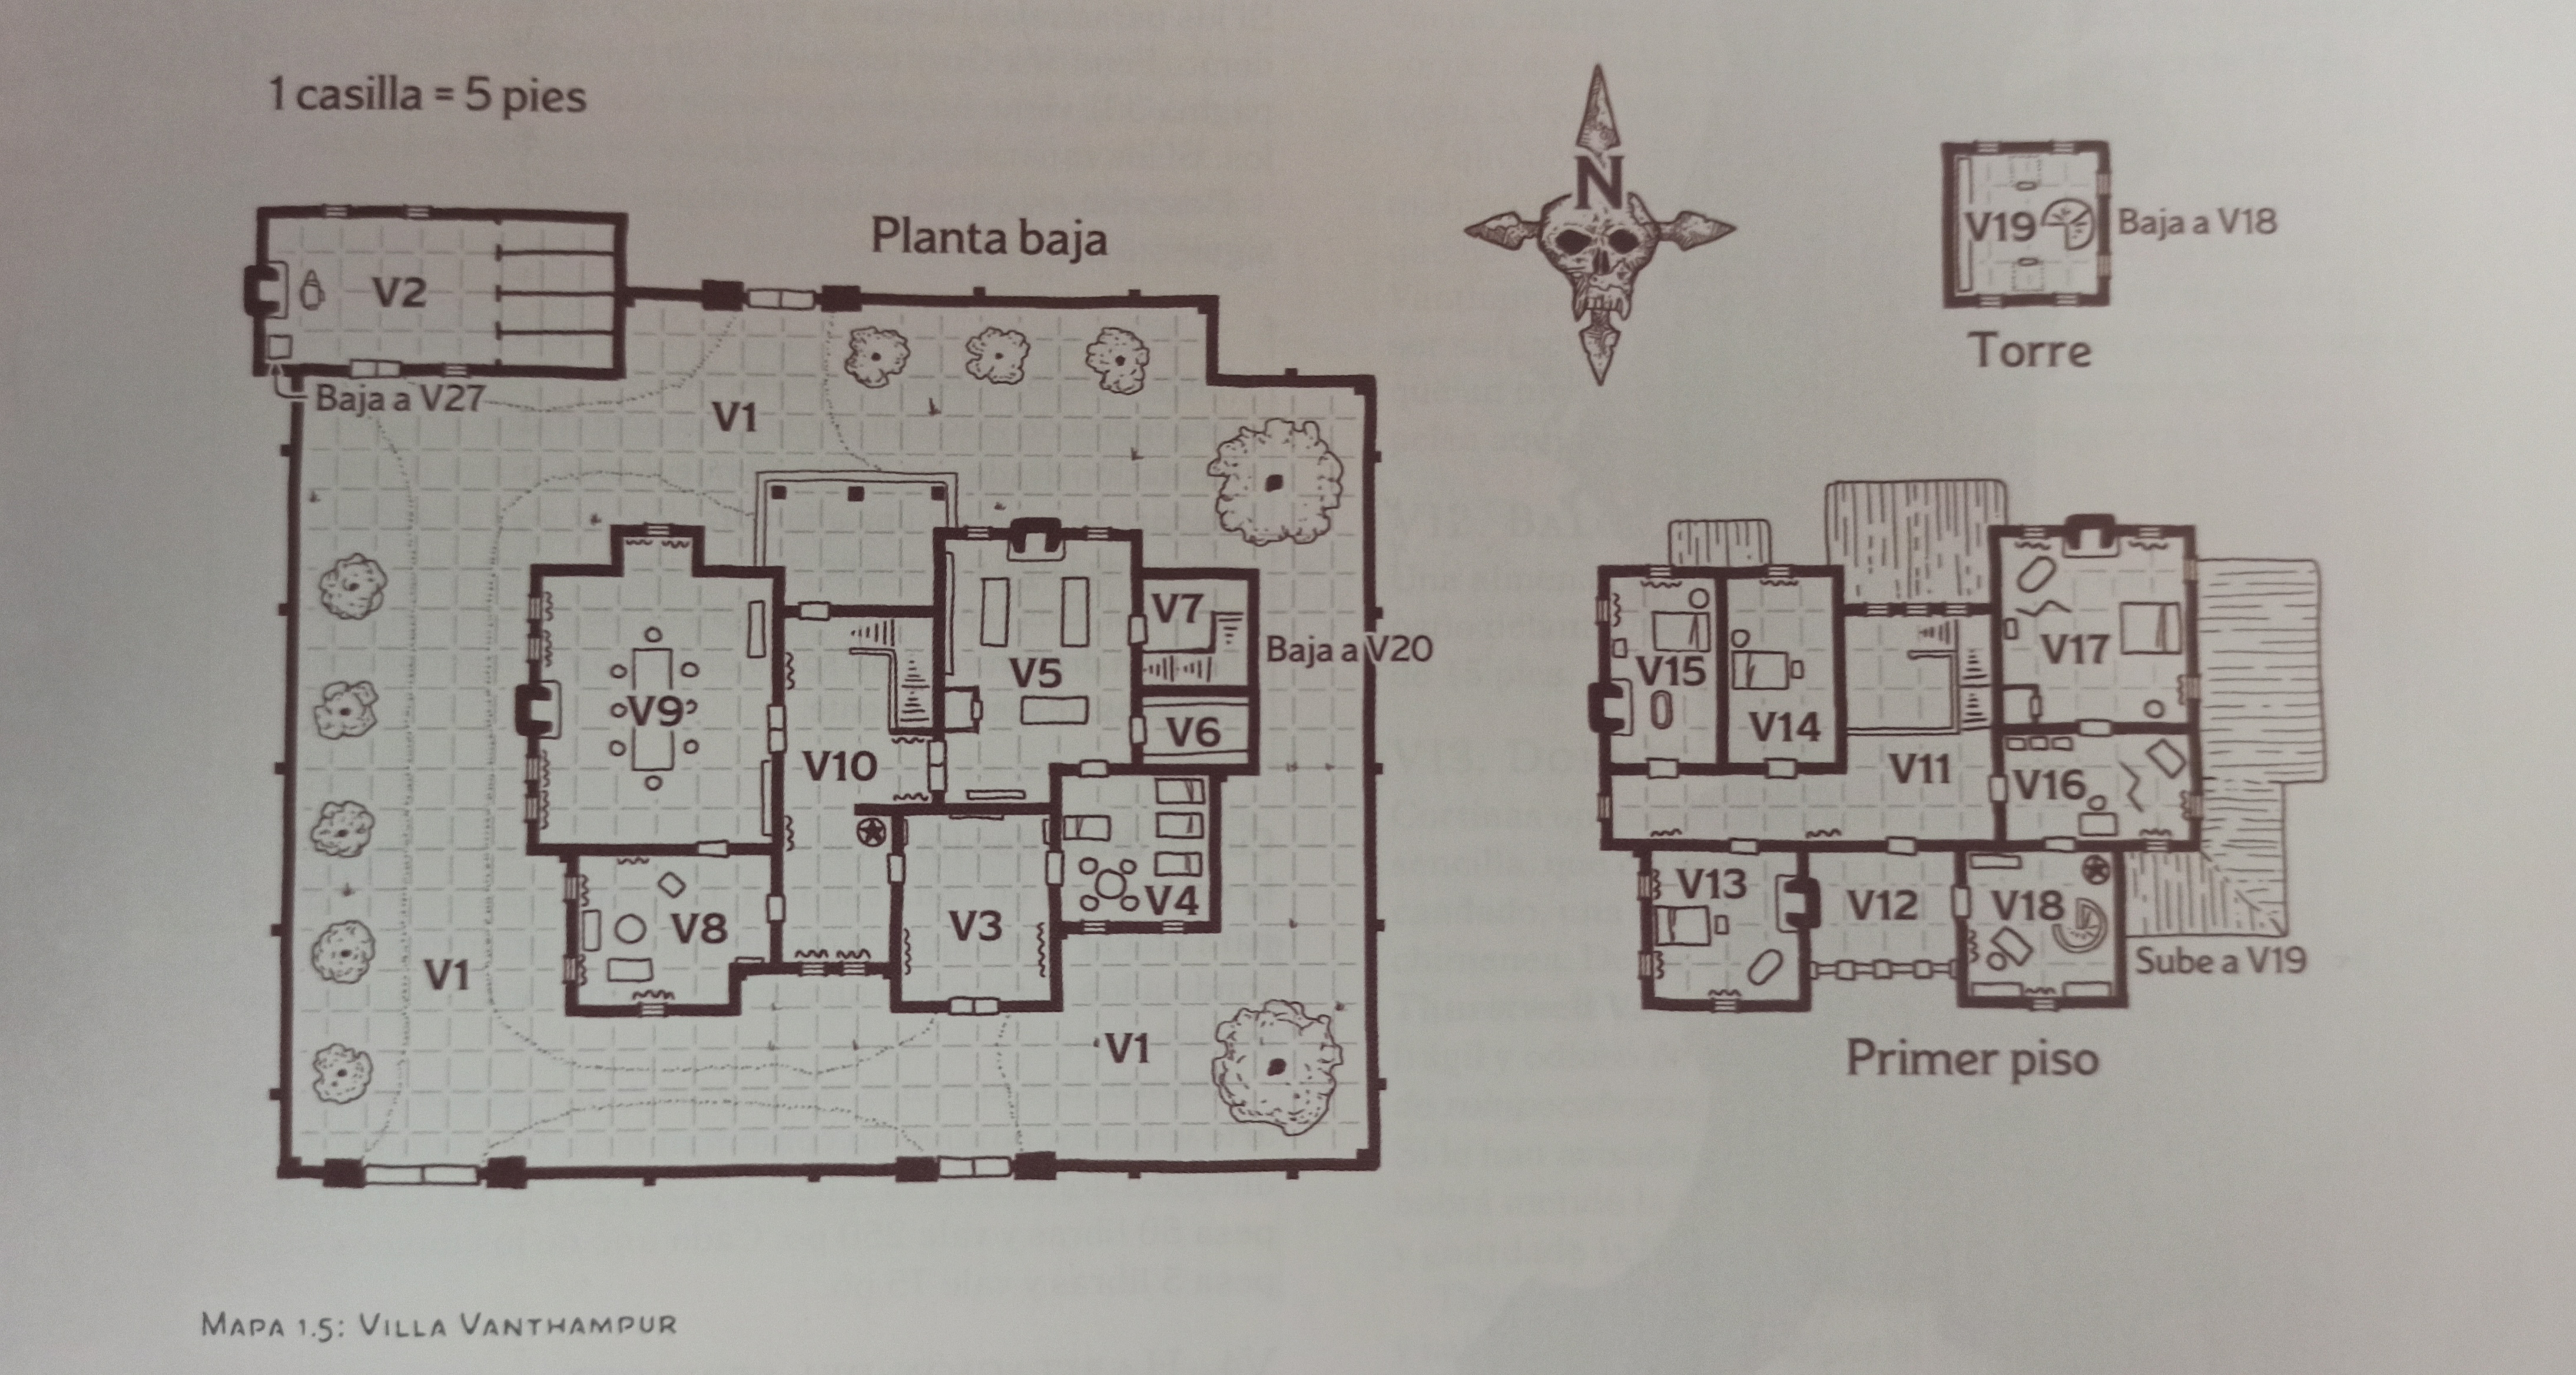 1 casilla = 5 pies
Planta baja
N
V19
Baja a V18
Torre
V2
Baja a V27
V1
V7
Baja a V20
V5
V9
V6
V10
V4
V8
V3
V1
V1
V15
V14
V17
V11
V16
V13
V12
V18
Sube a V19
Primer piso
MAPA 1.5: VILLA VANTHAMPUR